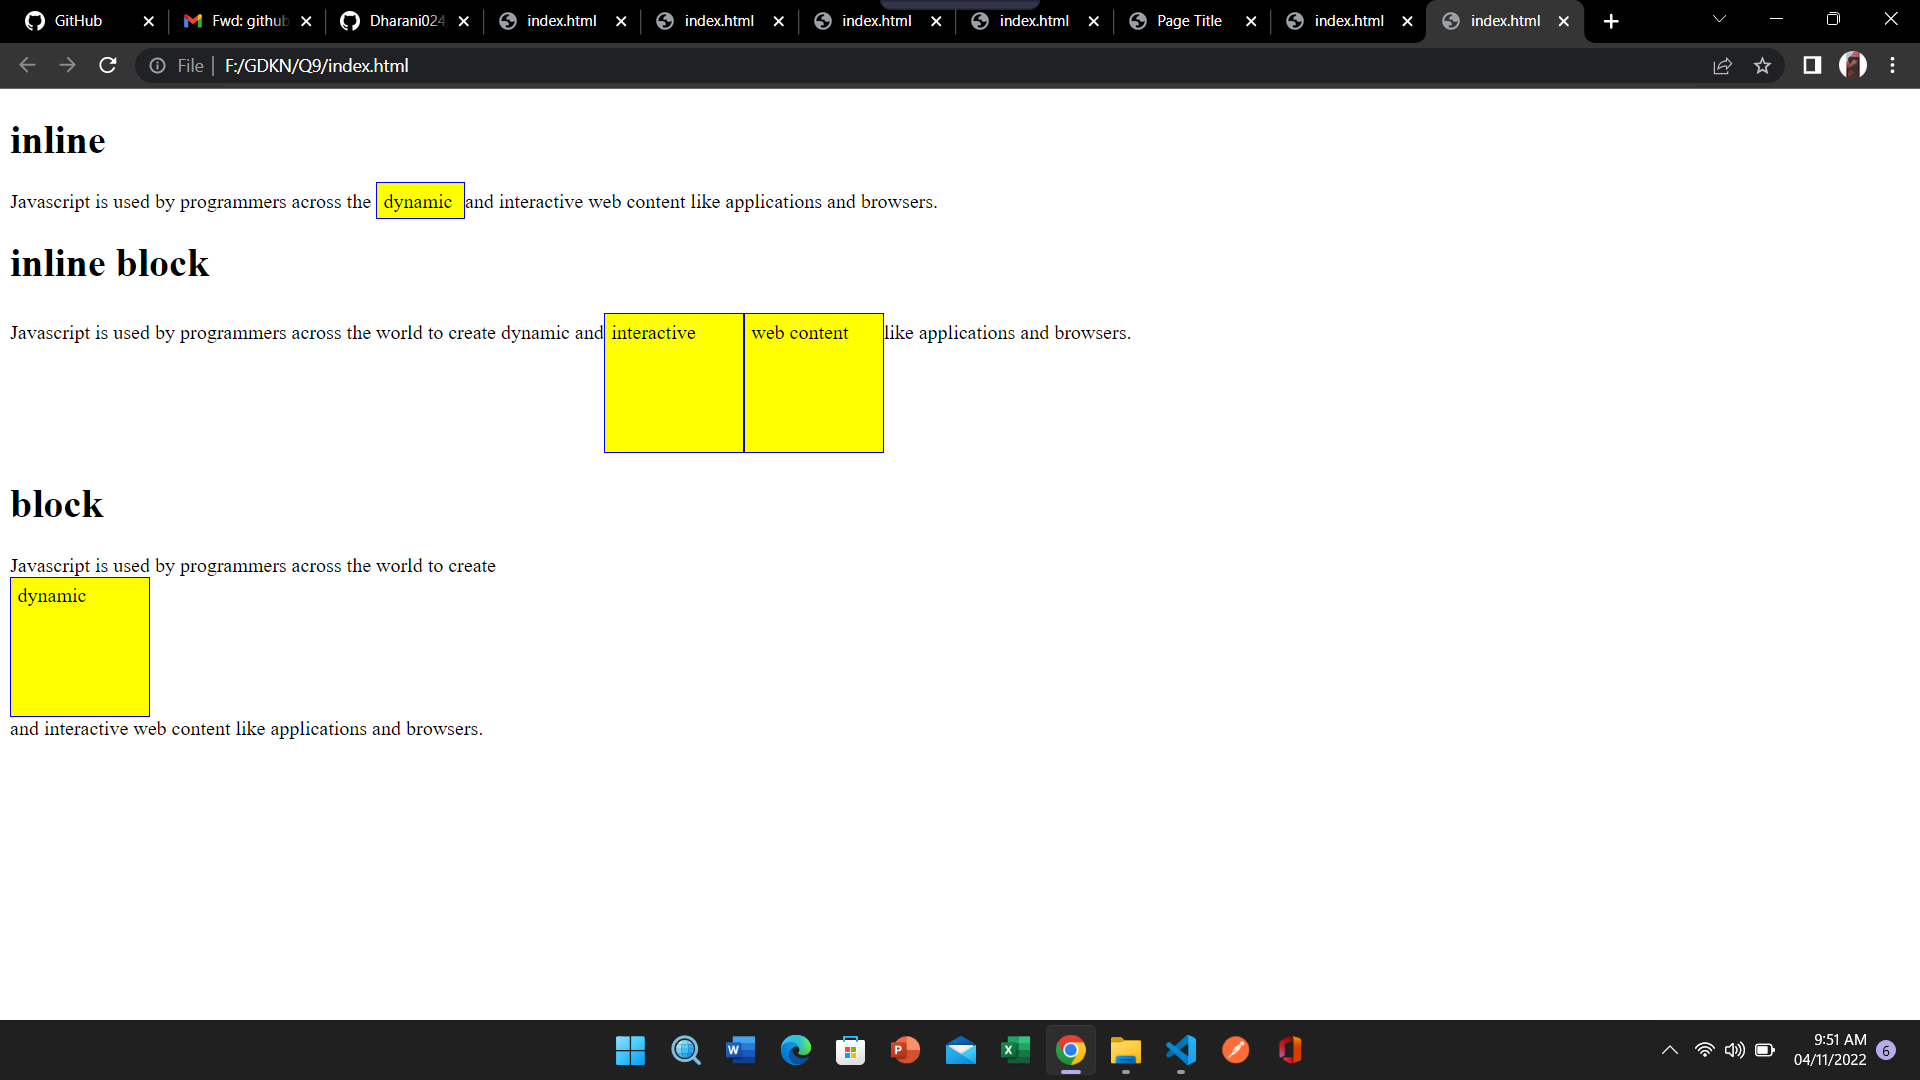 GitHub Fwd: github Dharani024 index.html index.html index.html index.html Page Title index.html index.html
File F:/GDKN/Q9/index.html
inline
Javascript is used by programmers across the dynamic and interactive web content like applications and browsers.
inline block
Javascript is used by programmers across the world to create dynamic and interactive web content like applications and browsers.
block
Javascript is used by programmers across the world to create
dynamic
and interactive web content like applications and browsers.
9:51 AM
04/11/2022
6